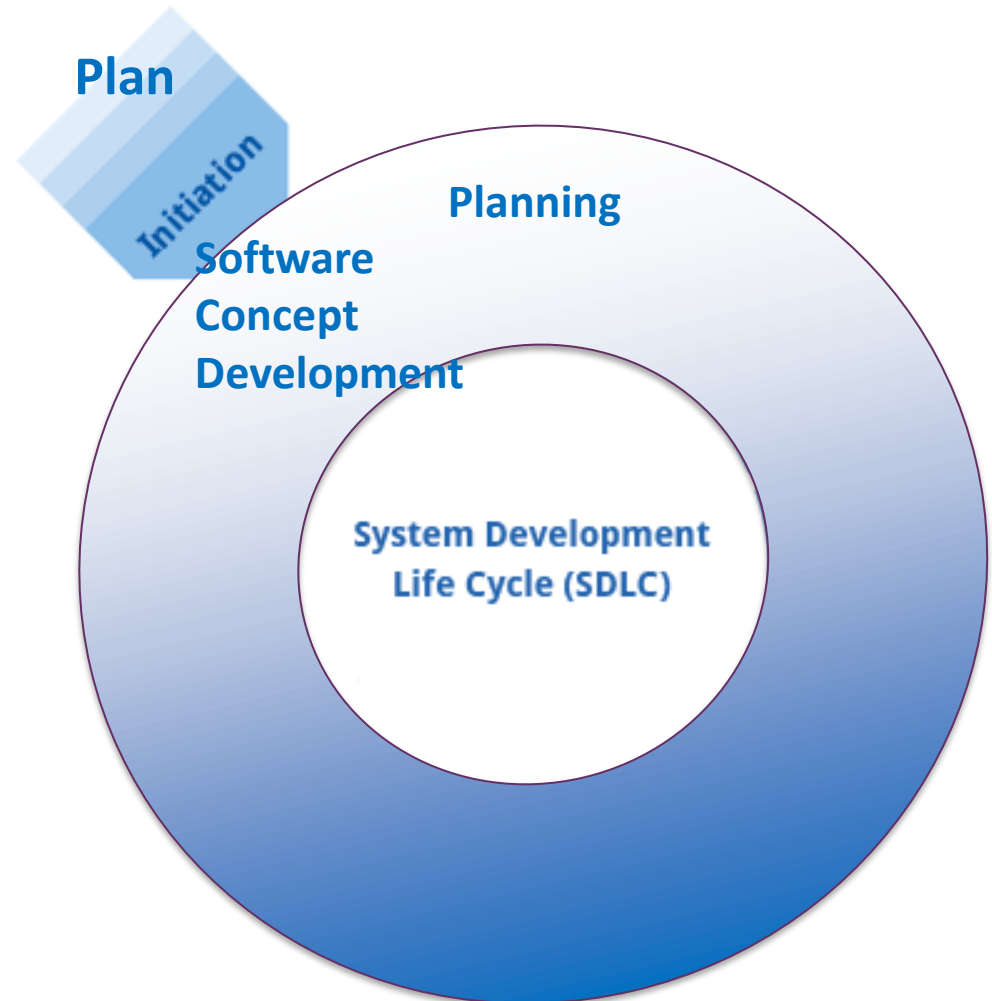 Plan
Initiation
Planning
Software
Concept
Development
System Development
Life Cycle (SDLC)